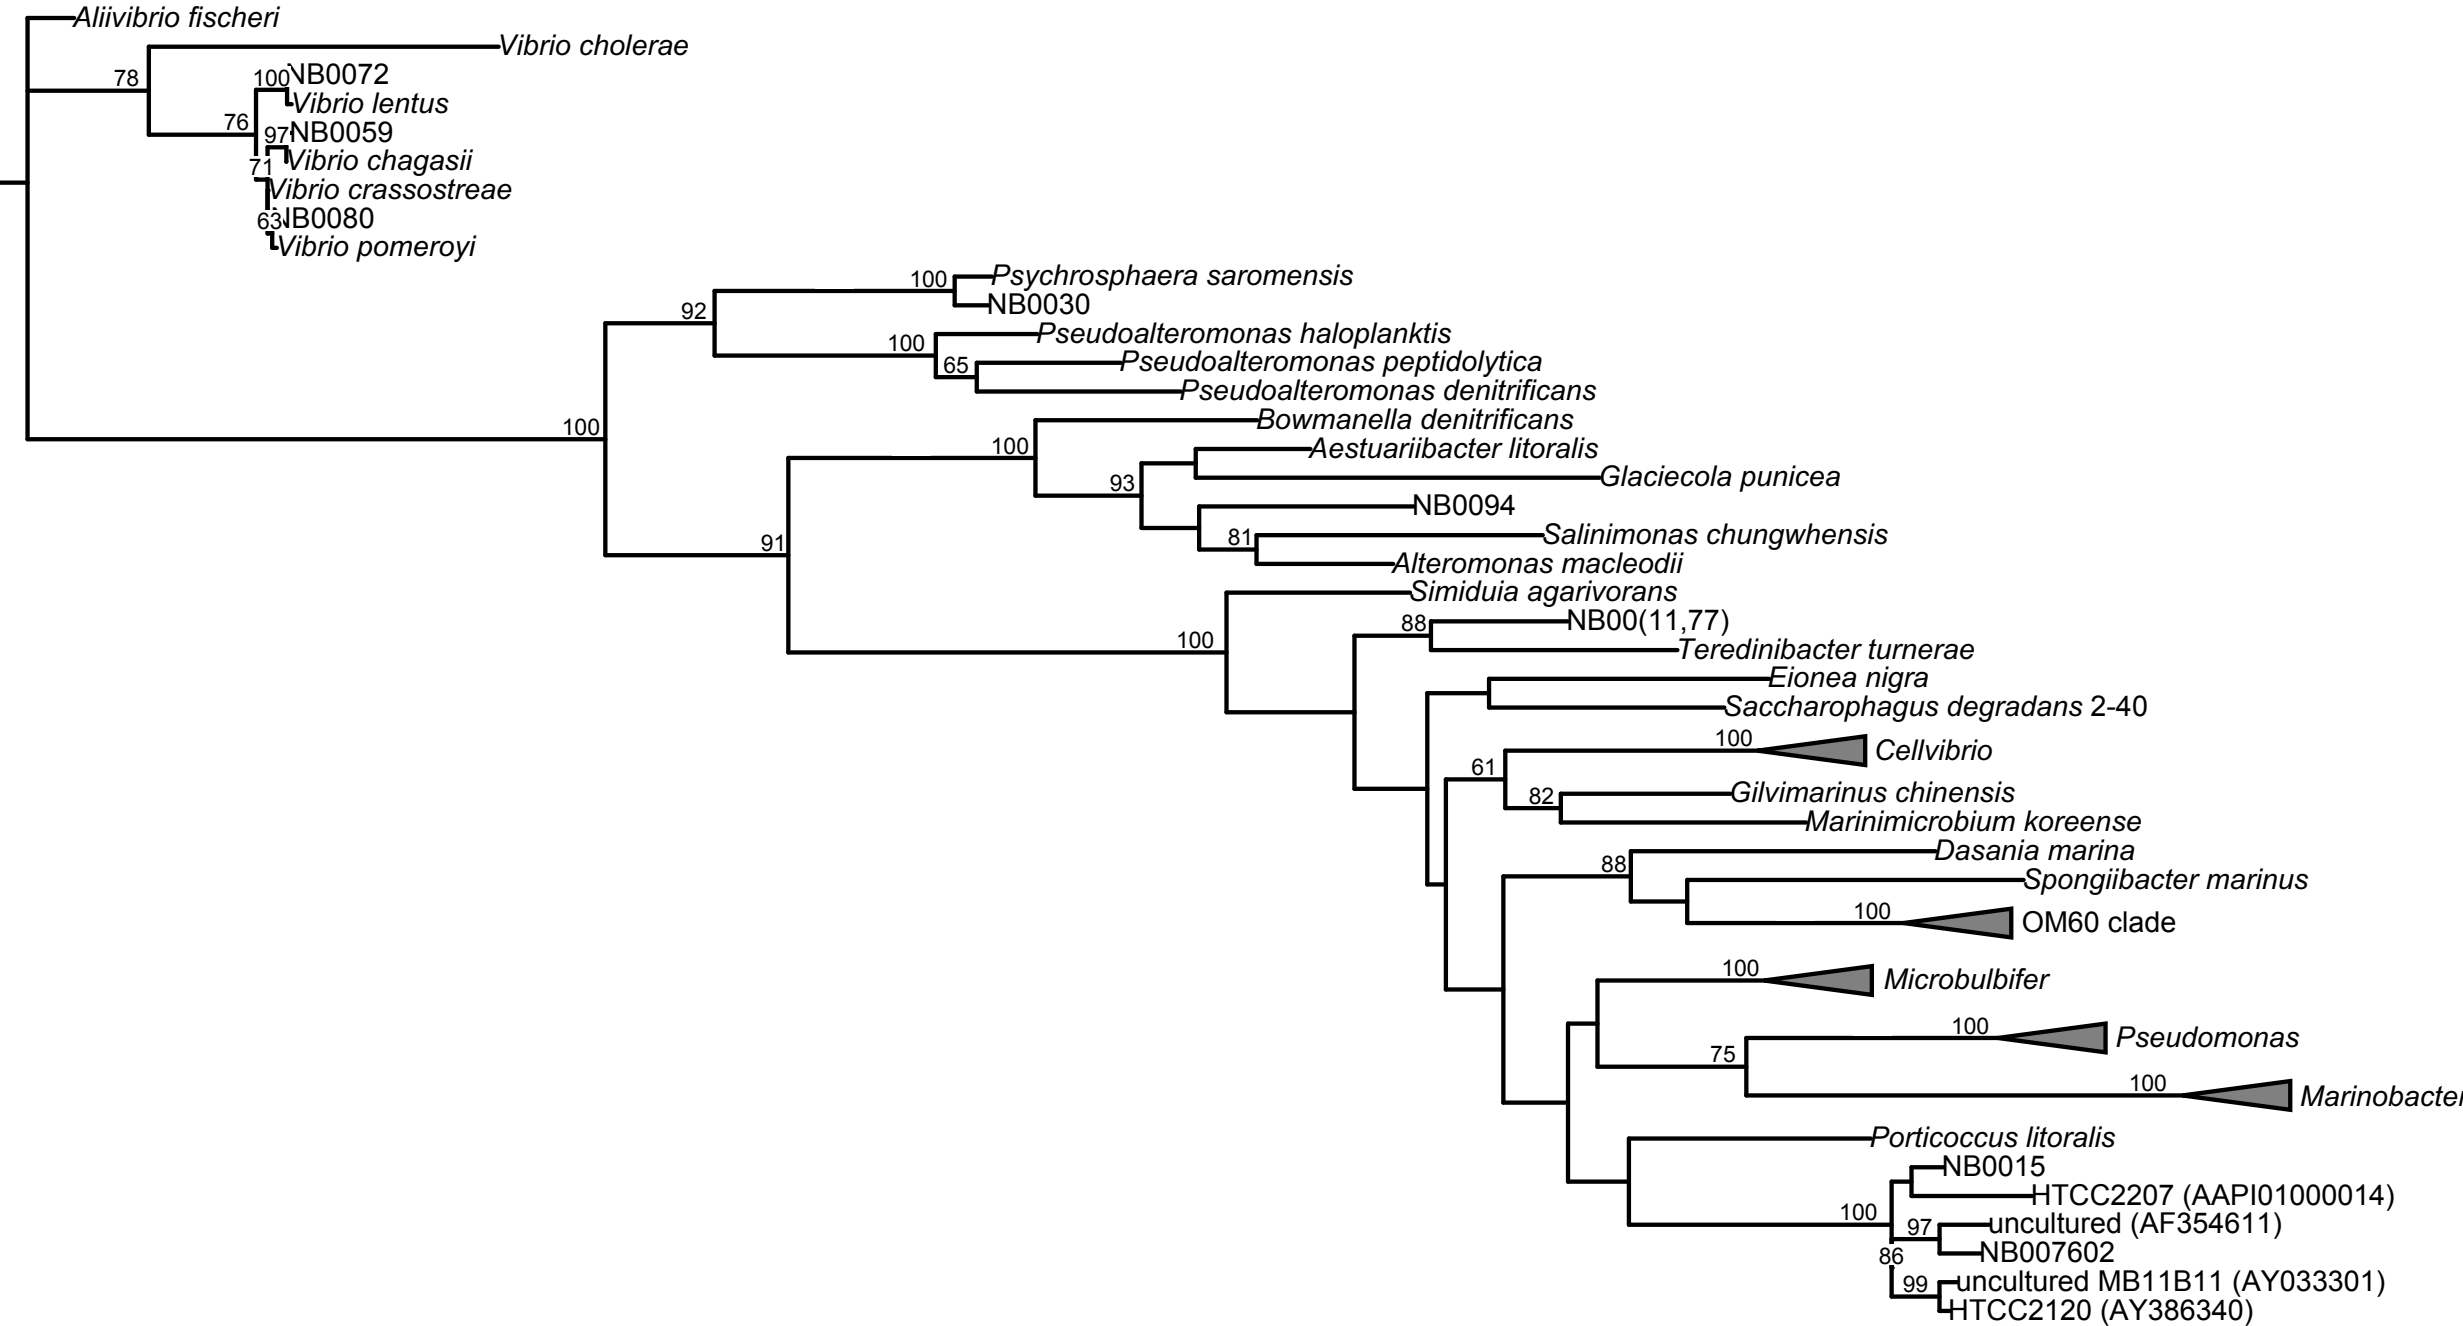 Aliivibrio fischeri
Vibrio cholerae
78
100 NB0072
Vibrio lentus
76
97 NB0059
Vibrio chagasii
71
Vibrio crassostreae
63 NB0080
Vibrio pomeroyi
100 Psychrosphaera saromensis
NB0030
92
Pseudoalteromonas haloplanktis
100
65 Pseudoalteromonas peptidolytica
Pseudoalteromonas denitrificans
Bowmanella denitrificans
100
100 Aestuariibacter litoralis
Glaciecola punicea
93
NB0094
81 Salinimonas chungwhensis
91
Alteromonas macleodii
Simiduia agarivorans
88 NB00(11,77)
100
Teredinibacter turnerae
Eionea nigra
Saccharophagus degradans 2-40
100 Cellvibrio
61
82 Gilvimarinus chinensis
Marinimicrobium koreense
Dasania marina
88
Spongiibacter marinus
100 OM60 clade
100 Microbulbifer
100 Pseudomonas
75
100 Marinobacter
Porticoccus litoralis
NB0015
HTCC2207 (AAPI01000014)
100
97 uncultured (AF354611)
NB007602
86
99 uncultured MB11B11 (AY033301)
HTCC2120 (AY386340)